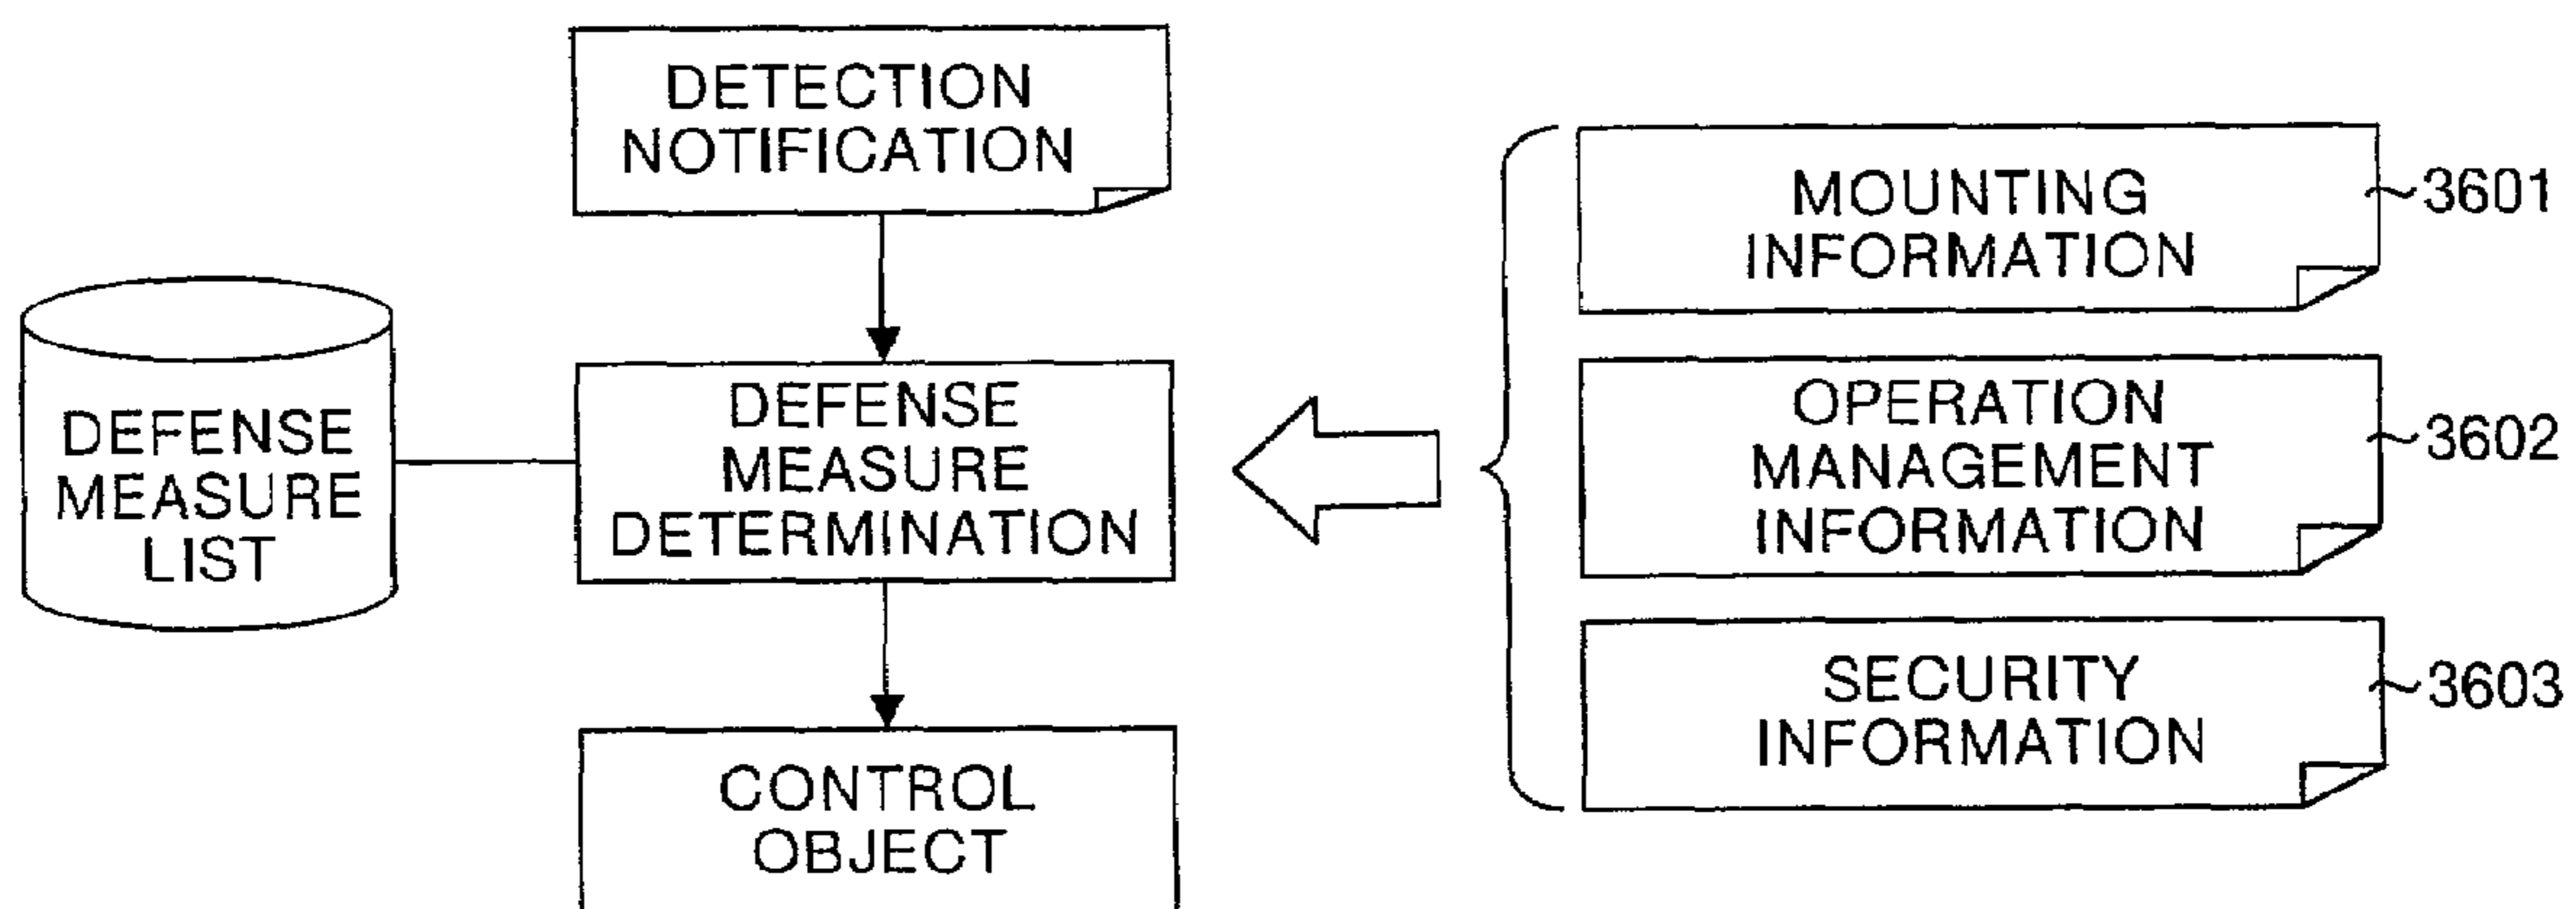 DETECTION
NOTIFICATION
DEFENSE
MEASURE
LIST
DEFENSE
MEASURE
DETERMINATION
CONTROL
OBJECT
MOUNTING
INFORMATION
3601
OPERATION
MANAGEMENT
INFORMATION
3602
SECURITY
INFORMATION
3603